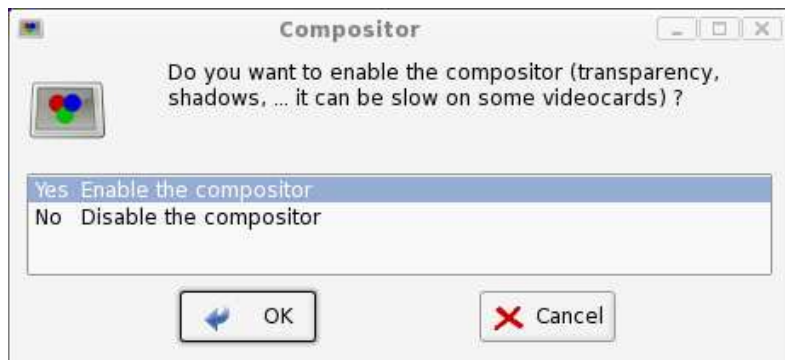 Compositor
Do you want to enable the compositor (transparency,
shadows, ... it can be slow on some videocards) ?
Yes Enable the compositor
No Disable the compositor
OK Cancel